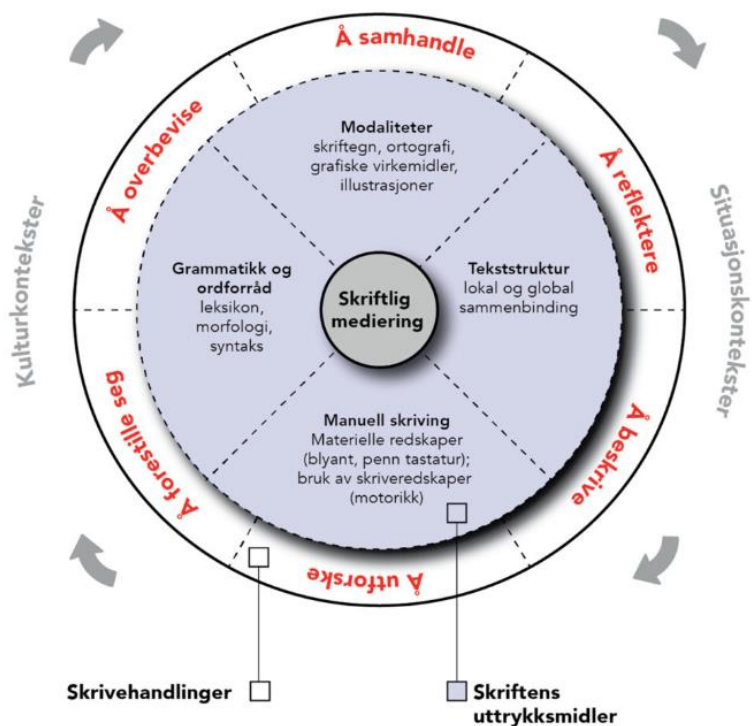 Å samhandle
Å reflektere
Å beskrive
Å utforske
Å forestille seg
Å overbevise
Kulturkontekster
Situasjonskontekster
Modaliteter
skriftegn, ortografi,
grafiske virkemidler,
illustrasjoner
Grammatikk og
ordforråd
leksikon,
morfologi,
syntaks
Skriftlig
mediering
Tekststruktur
lokal og global
sammenbinding
Manuell skriving
Materielle redskaper
(blyant, penn tastatur);
bruk av skriveredskaper
(motorikk)
Skrivehandlinger
Skriftens
uttrykksmidler